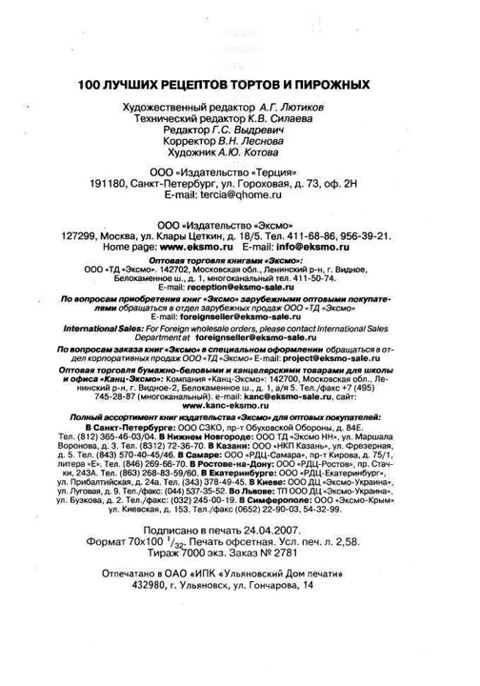 100 ЛУЧШИХ РЕЦЕПТОВ ТОРТОВ И ПИРОЖНЫХ
Художественный редактор А.Г. Лютиков
Технический редактор К.В. Силаева
Редактор Г.С. Выдревич
Корректор В.Н. Леснова
Художник А.Ю. Котова
ООО «Издательство «Терция»
191180, Санкт-Петербург, ул. Гороховая, д. 73, оф. 2Н
E-mail: tercia@qhome.ru
ООО «Издательство «Эксмо»
127299, Москва, ул. Клары Цеткин, д. 18/5. Тел. 411-68-86, 956-39-21.
Home page: www.eksmo.ru E-mail: info@eksmo.ru
Оптовая торговля книгами «Эксмо»:
ООО «ТД «Эксмо». 142702, Московская обл., Ленинский р-н, г. Видное,
Белокаменное ш., д. 1, многоканальный тел. 411-50-74.
E-mail: reception@eksmo-sale.ru
По вопросам приобретения книг «Эксмо» зарубежными оптовыми покупате-
лями обращаться в отдел зарубежных продаж ООО «ТД «Эксмо»
E-mail: foreignseller@eksmo-sale.ru
International Sales: For Foreign wholesale orders, please contact International Sales
Department at foreignseller@eksmo-sale.ru
По вопросам заказа книг «Эксмо» в специальном оформлении обращаться в от-
дел корпоративных продаж ООО «ТД «Эксмо» E-mail: project@eksmo-sale.ru
Оптовая торговля бумажно-беловыми и канцелярскими товарами для школы
и офиса «Канц-Эксмо»: Компания «Канц-Эксмо»: 142700, Московская обл., Ле-
нинский р-н, г. Видное-2, Белокаменное ш., д. 1, а/я 5. Тел./факс +7 (495)
745-28-87 (многоканальный). e-mail: kanc@eksmo-sale.ru, сайт:
www.kanc-eksmo.ru
Полный ассортимент книг издательства «Эксмо» для оптовых покупателей:
В Санкт-Петербурге: ООО СЗКО, пр-т Обуховской Обороны, д. 84Е.
Тел. (812) 365-46-03/04. В Нижнем Новгороде: ООО ТД «Эксмо НН», ул. Маршала
Воронова, д. 3. Тел. (8312) 72-36-70. В Казани: ООО «НКП Казань», ул. Фрезерная,
д. 5. Тел. (843) 570-40-45/46. В Самаре: ООО «РДЦ-Самара», пр-т Кирова, д. 75/1,
литера «Е». Тел. (846) 269-66-70. В Ростове-на-Дону: ООО «РДЦ-Ростов», пр. Стач-
ки, 243А. Тел. (863) 268-83-59/60. В Екатеринбурге: ООО «РДЦ-Екатеринбург»,
ул. Прибалтийская, д. 24а. Тел. (343) 378-49-45. В Киеве: ООО ДЦ «Эксмо-Украина»,
ул. Луговая, д. 9. Тел./факс: (044) 537-35-52. Во Львове: ТП ООО ДЦ «Эксмо-Украина»,
ул. Бузкова, д. 2. Тел./факс: (032) 245-00-19. В Симферополе: ООО «Эксмо-Крым»
ул. Киевская, д. 153. Тел./факс (0652) 22-90-03, 54-32-99.
Подписано в печать 24.04.2007.
Формат 70x100 1/32. Печать офсетная. Усл. печ. л. 2,58.
Тираж 7000 экз. Заказ № 2781
Отпечатано в ОАО «ИПК «Ульяновский Дом печати»
432980, г. Ульяновск, ул. Гончарова, 14